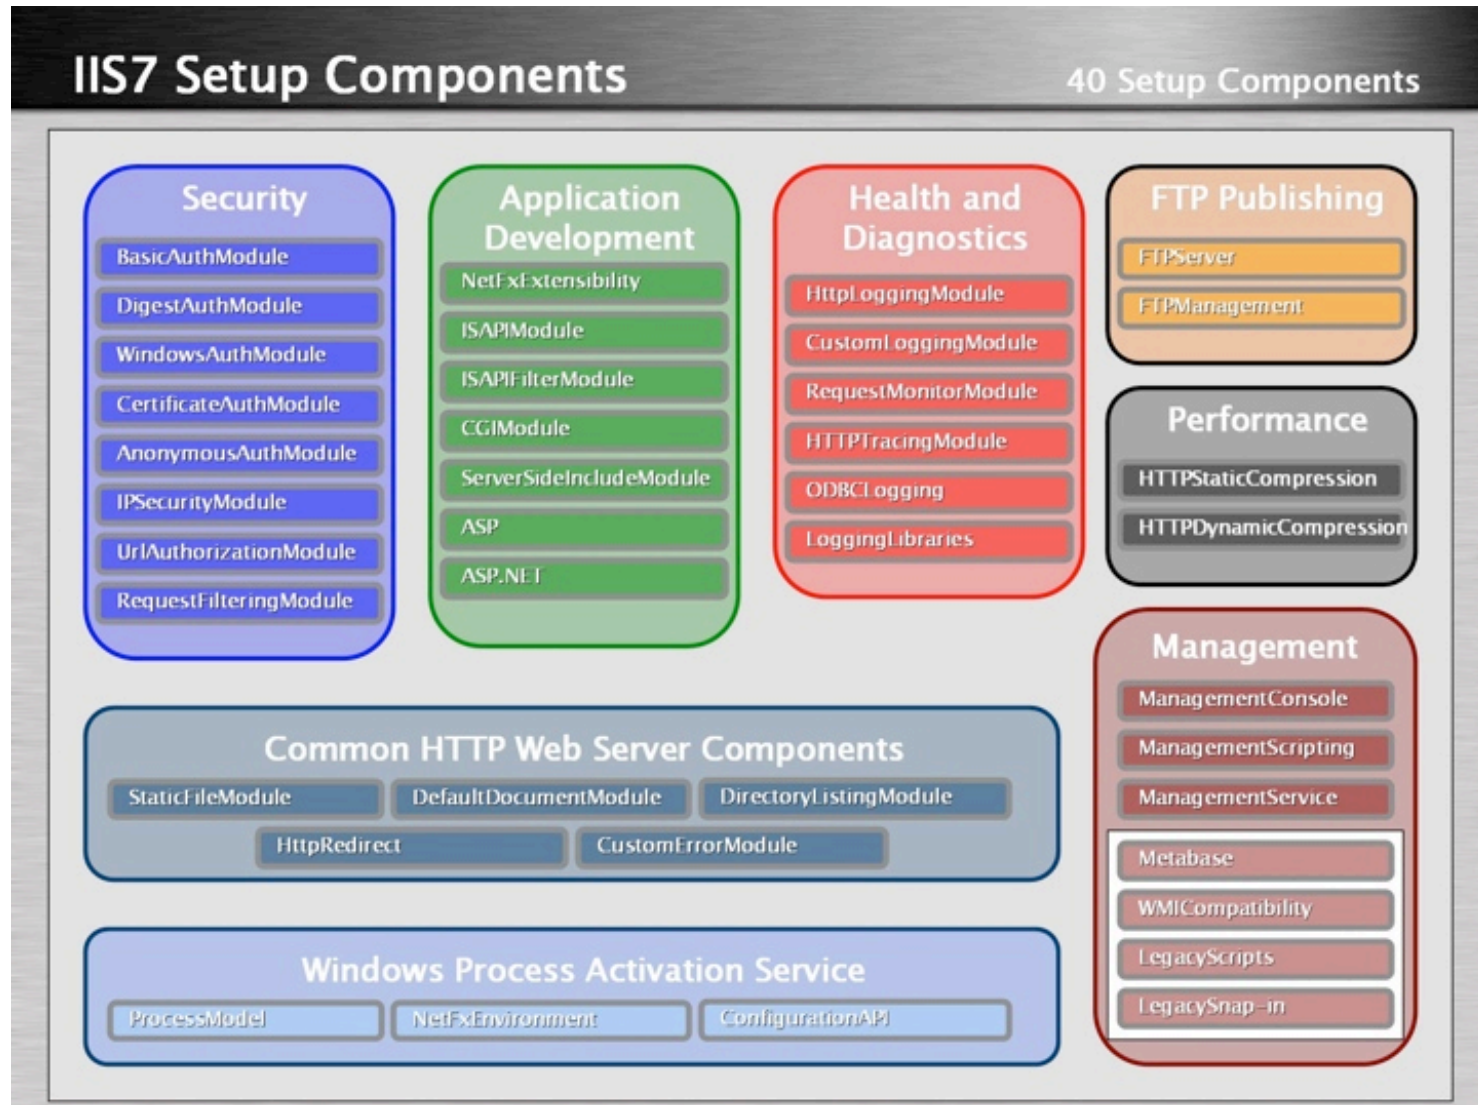 IIS7 Setup Components
40 Setup Components
Security
BasicAuthModule
DigestAuthModule
WindowsAuthModule
CertificateAuthModule
AnonymousAuthModule
IPSecurityModule
UrlAuthorizationModule
RequestFilteringModule
Application
Development
NetFxExtensibility
ISAPIModule
ISAPIFilterModule
CGIModule
ServerSideIncludeModule
ASP
ASP.NET
Health and
Diagnostics
HttpLoggingModule
CustomLoggingModule
RequestMonitorModule
HTTPTracingModule
ODBCLogging
LoggingLibraries
FTP Publishing
FTPServer
FTPManagement
Performance
HTTPStaticCompression
HTTPDynamicCompression
Management
ManagementConsole
ManagementScripting
ManagementService
Metabase
WMICompatibility
LegacyScripts
LegacySnap-in
Common HTTP Web Server Components
StaticFileModule
DefaultDocumentModule
DirectoryListingModule
HttpRedirect
CustomErrorModule
Windows Process Activation Service
ProcessModel
NetFxEnvironment
ConfigurationAPI